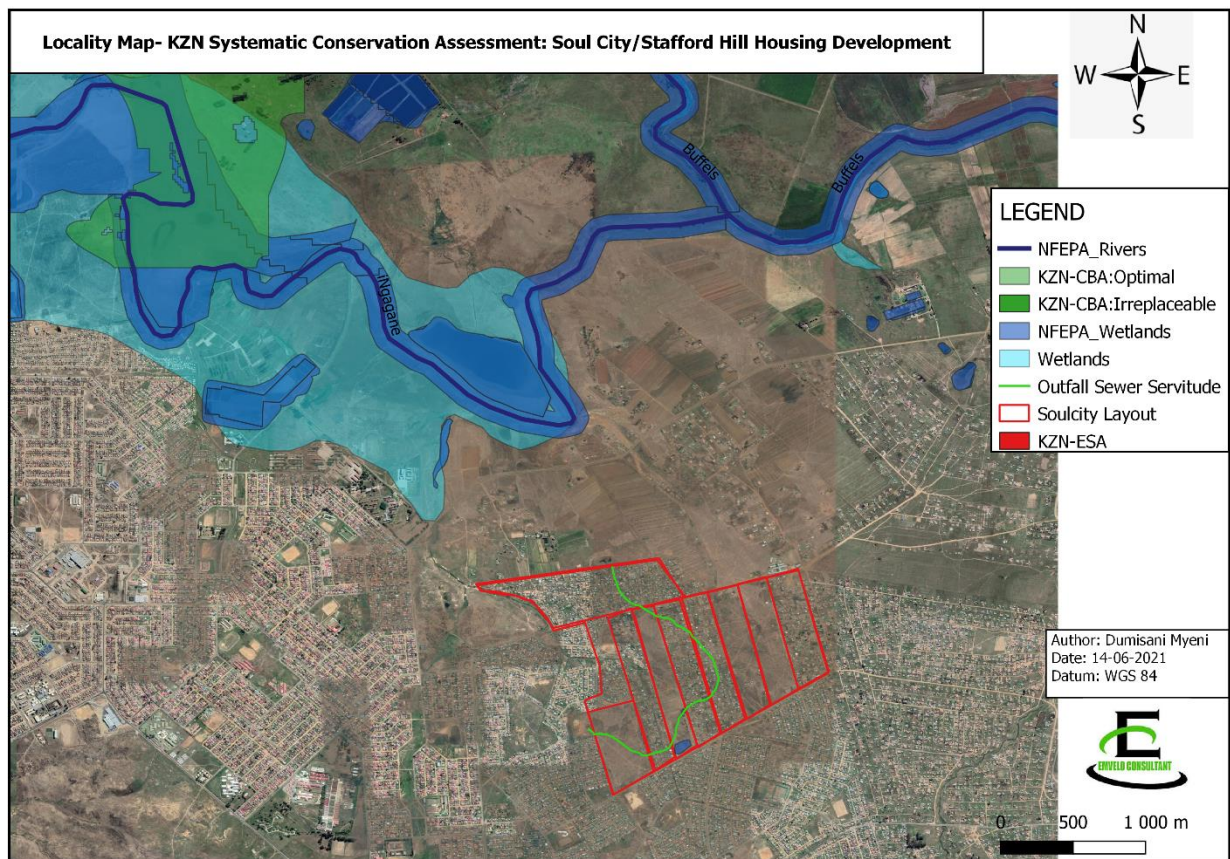 Locality Map- KZN Systematic Conservation Assessment: Soul City/Stafford Hill Housing Development
N
W E
S
Buffels
Buffels
INgagane
LEGEND
NFEPA_Rivers
KZN-CBA:Optimal
KZN-CBA:Irreplaceable
NFEPA_Wetlands
Wetlands
Outfall Sewer Servitude
Soulcity Layout
KZN-ESA
Author: Dumisani Myeni
Date: 14-06-2021
Datum: WGS 84
E
EMVELO CONSULTANT
0 500 1 000 m